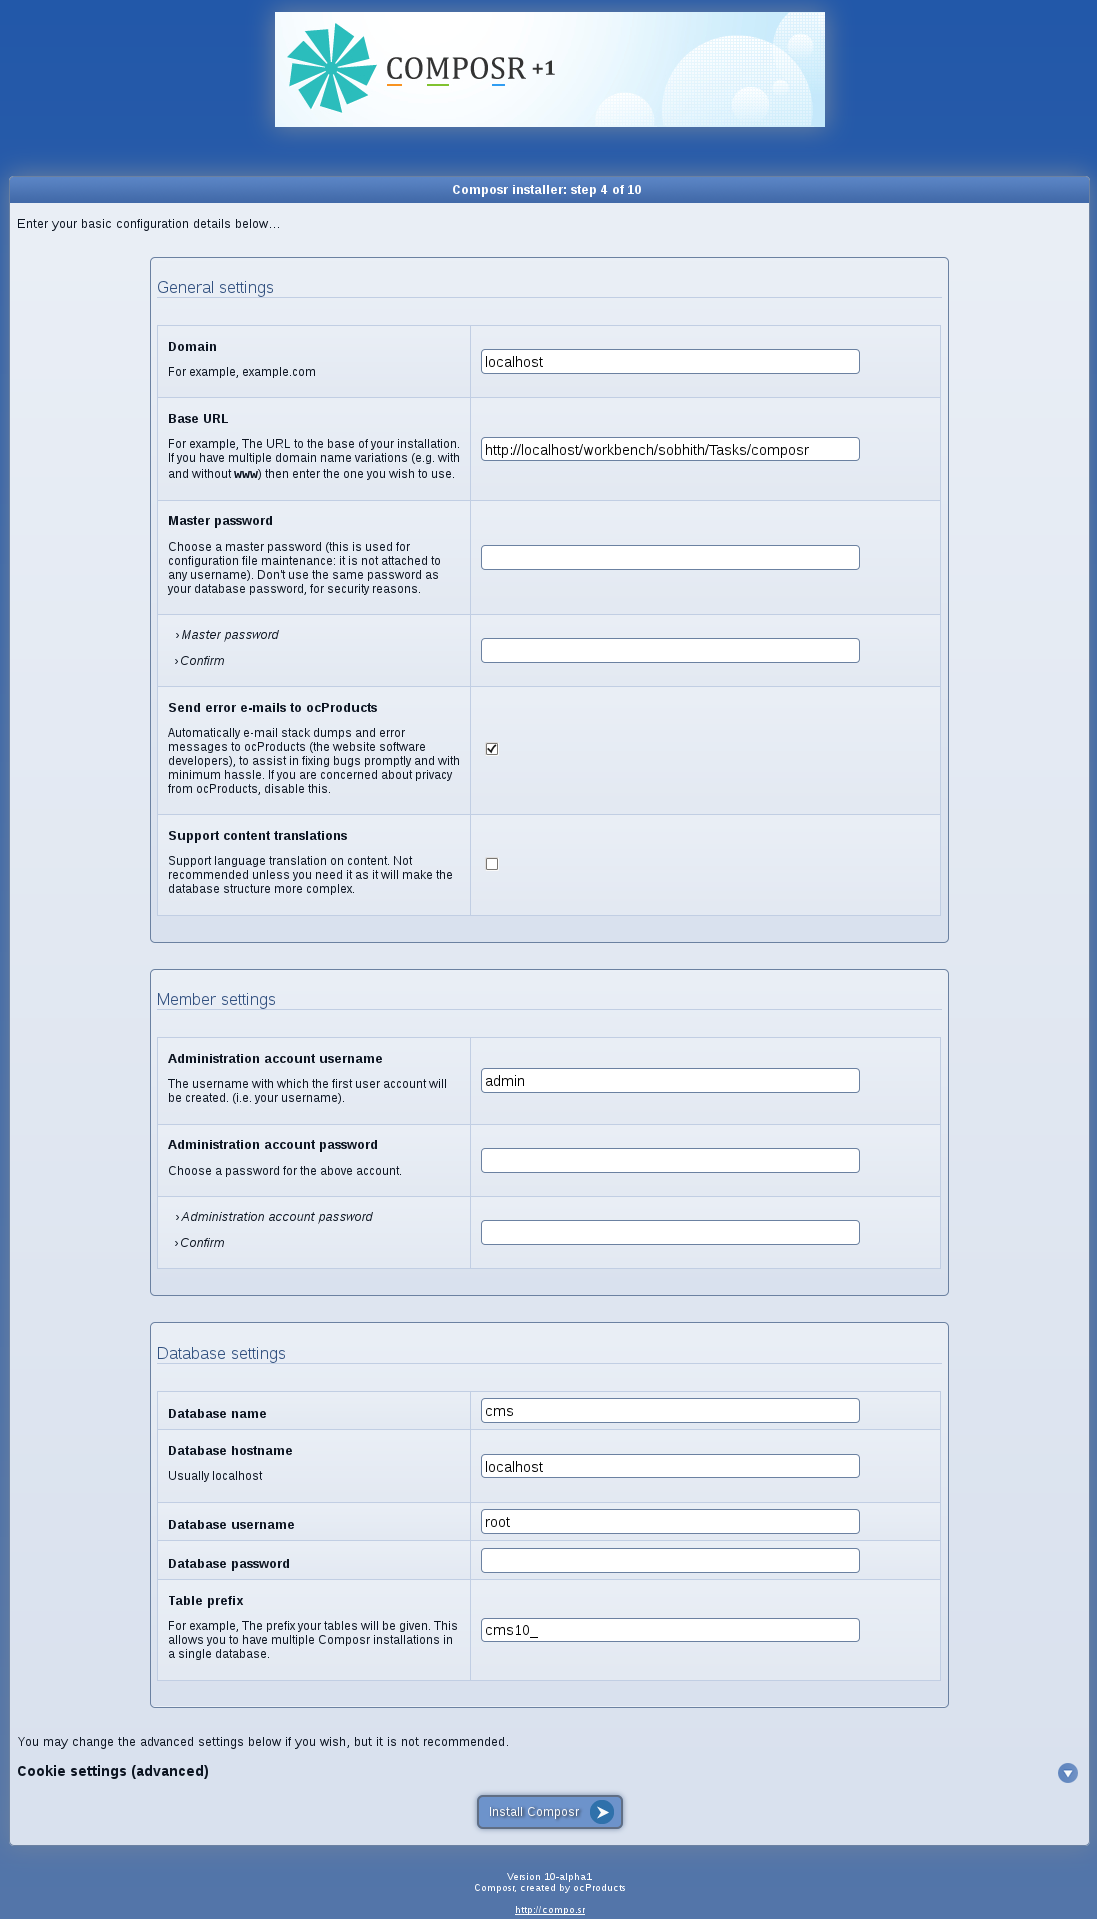 COMPOSR +1
Composr installer: step 4 of 10
Enter your basic configuration details below...
General settings
Domain
For example, example.com
localhost
Base URL
For example, The URL to the base of your installation.
If you have multiple domain name variations (e.g. with
and without www) then enter the one you wish to use.
http://localhost/workbench/sobhith/Tasks/composr
Master password
Choose a master password (this is used for
configuration file maintenance: it is not attached to
any username). Don't use the same password as
your database password, for security reasons.
› Master password
› Confirm
Send error e-mails to ocProducts
Automatically e-mail stack dumps and error
messages to ocProducts (the website software
developers), to assist in fixing bugs promptly and with
minimum hassle. If you are concerned about privacy
from ocProducts, disable this.
Support content translations
Support language translation on content. Not
recommended unless you need it as it will make the
database structure more complex.
Member settings
Administration account username
The username with which the first user account will
be created. (i.e. your username).
admin
Administration account password
Choose a password for the above account.
› Administration account password
› Confirm
Database settings
Database name
cms
Database hostname
Usually localhost
localhost
Database username
root
Database password
Table prefix
For example, The prefix your tables will be given. This
allows you to have multiple Composr installations in
a single database.
cms10_
You may change the advanced settings below if you wish, but it is not recommended.
Cookie settings (advanced)
Install Composr
Version 10-alpha1
Composr, created by ocProducts
http://compo.sr